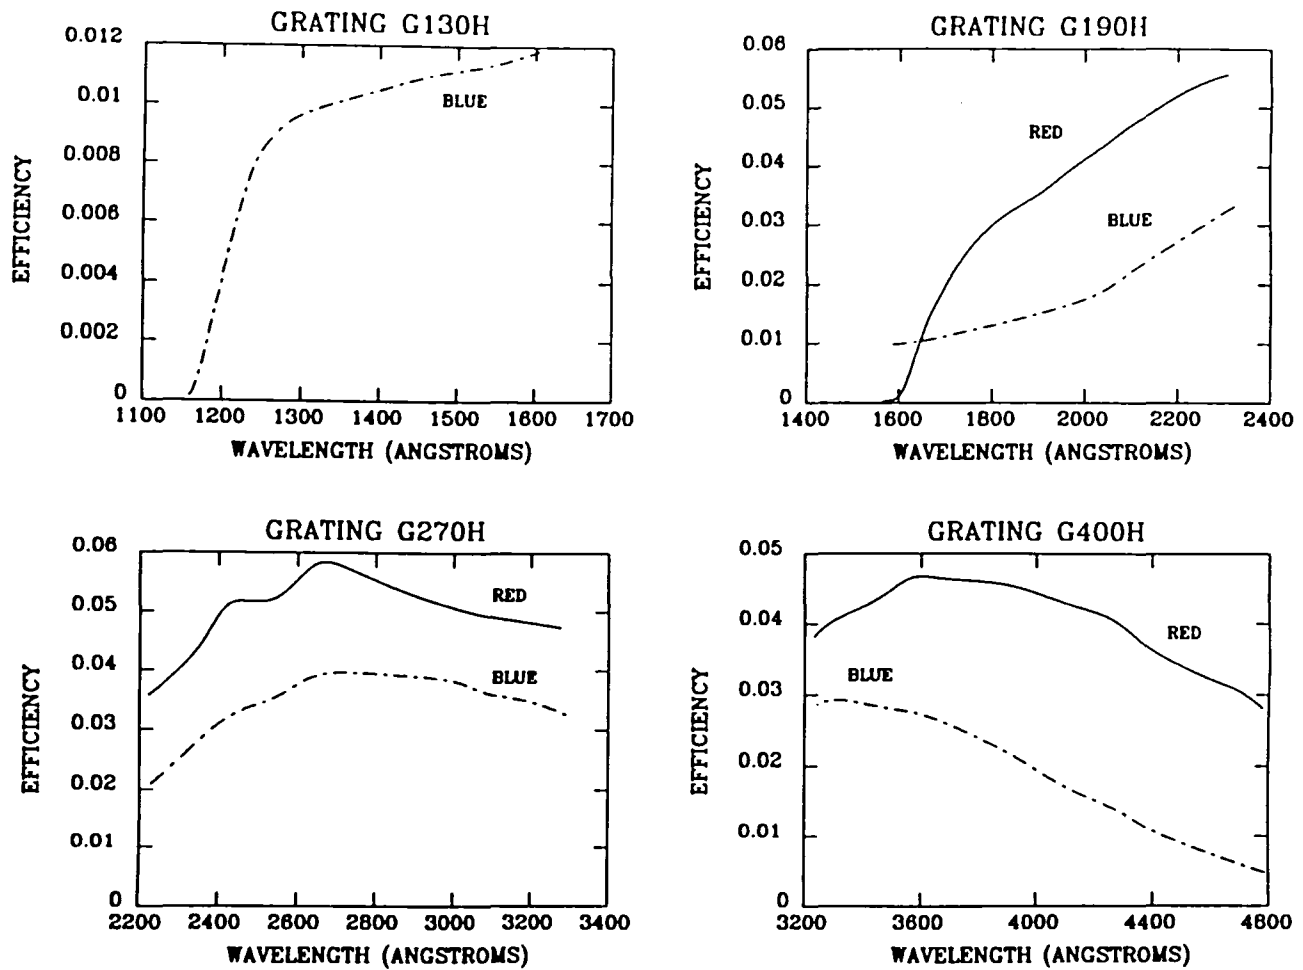 GRATING G130H
0.012
0.01
0.008
0.006
0.004
0.002
0
EFFICIENCY
BLUE
1100 1200 1300 1400 1500 1600 1700
WAVELENGTH (ANGSTROMS)
GRATING G190H
0.06
0.05
0.04
0.03
0.02
0.01
0
EFFICIENCY
RED
BLUE
1400 1600 1800 2000 2200 2400
WAVELENGTH (ANGSTROMS)
GRATING G270H
0.06
0.05
0.04
0.03
0.02
0.01
0
EFFICIENCY
RED
BLUE
2200 2400 2600 2800 3000 3200 3400
WAVELENGTH (ANGSTROMS)
GRATING G400H
0.05
0.04
0.03
0.02
0.01
0
EFFICIENCY
RED
BLUE
3200 3600 4000 4400 4800
WAVELENGTH (ANGSTROMS)